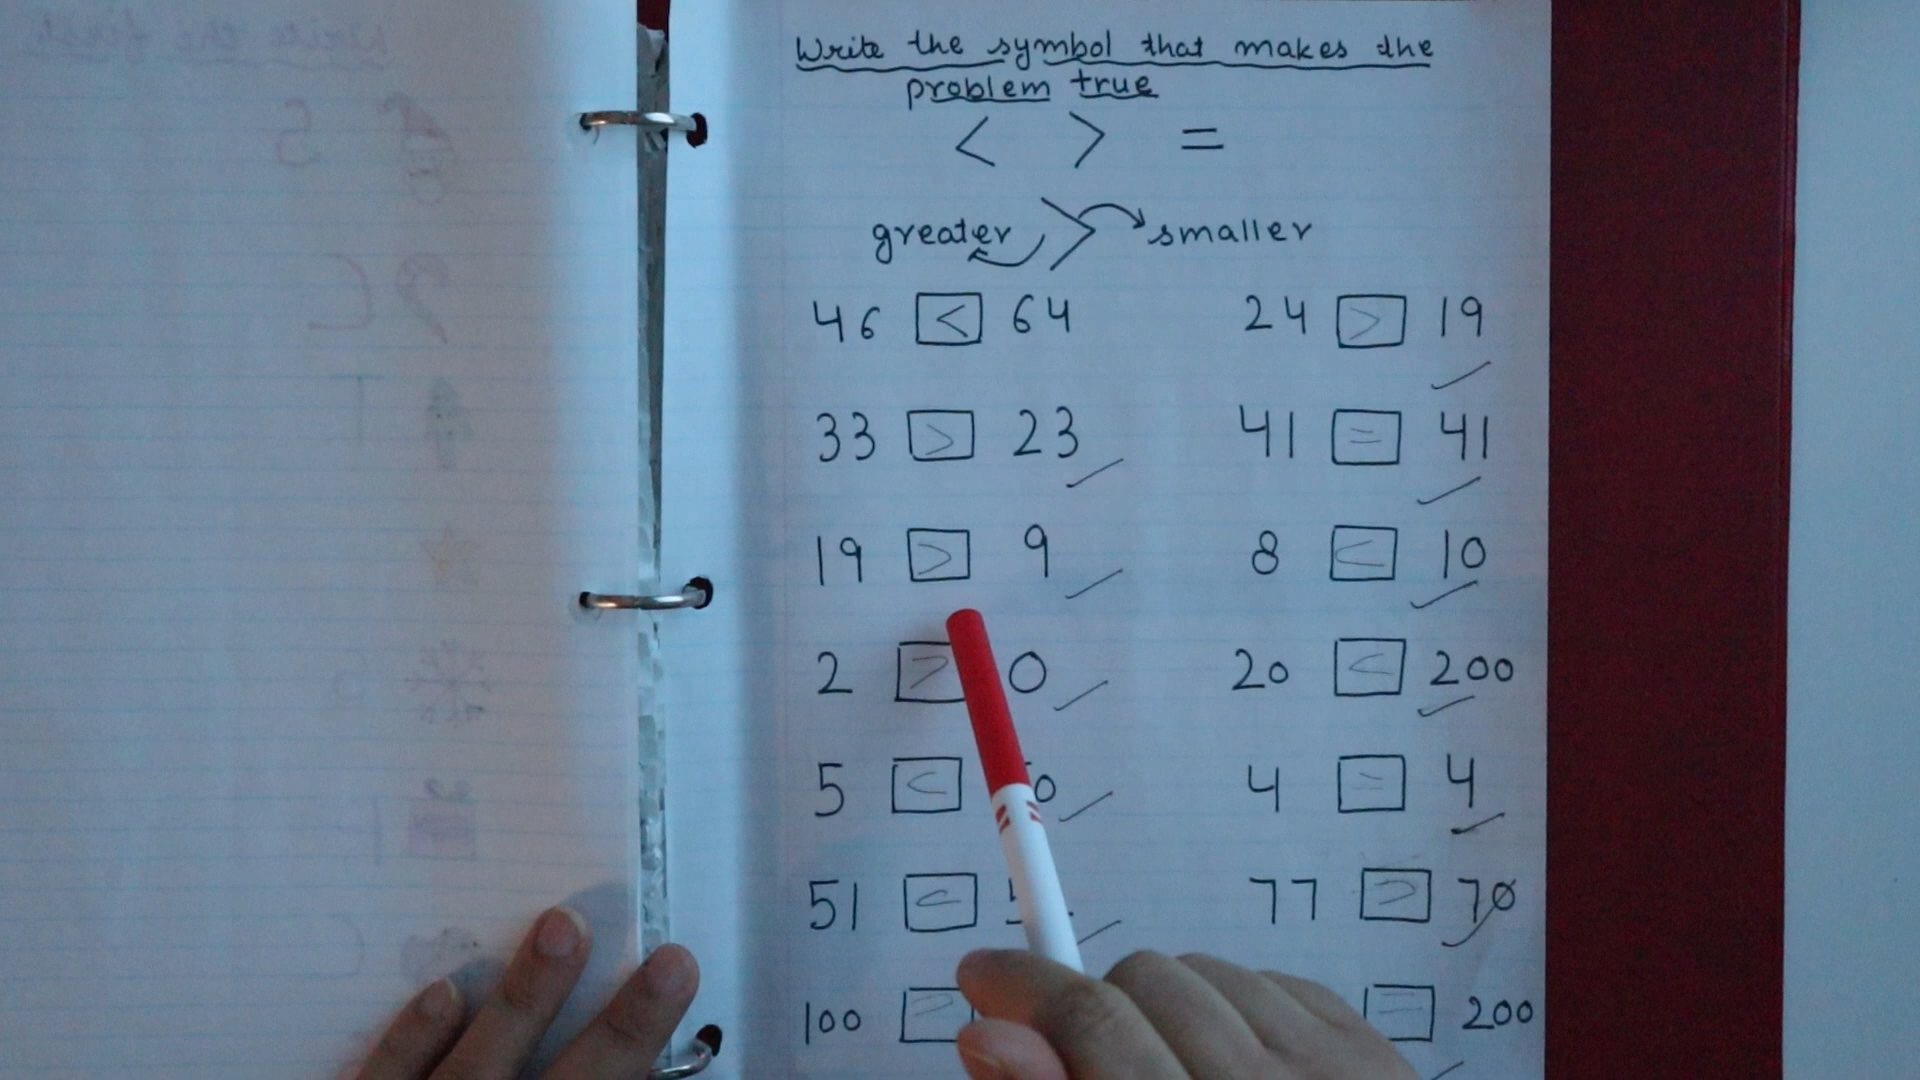 Write the symbol that makes the
problem true
< > =
greater > smaller
46 < 64 24 > 19
33 > 23 41 = 41
19 > 9 8 < 10
2 > 0 20 < 200
5 < 4 = 4
51 < 77 > 70
100 > = 200